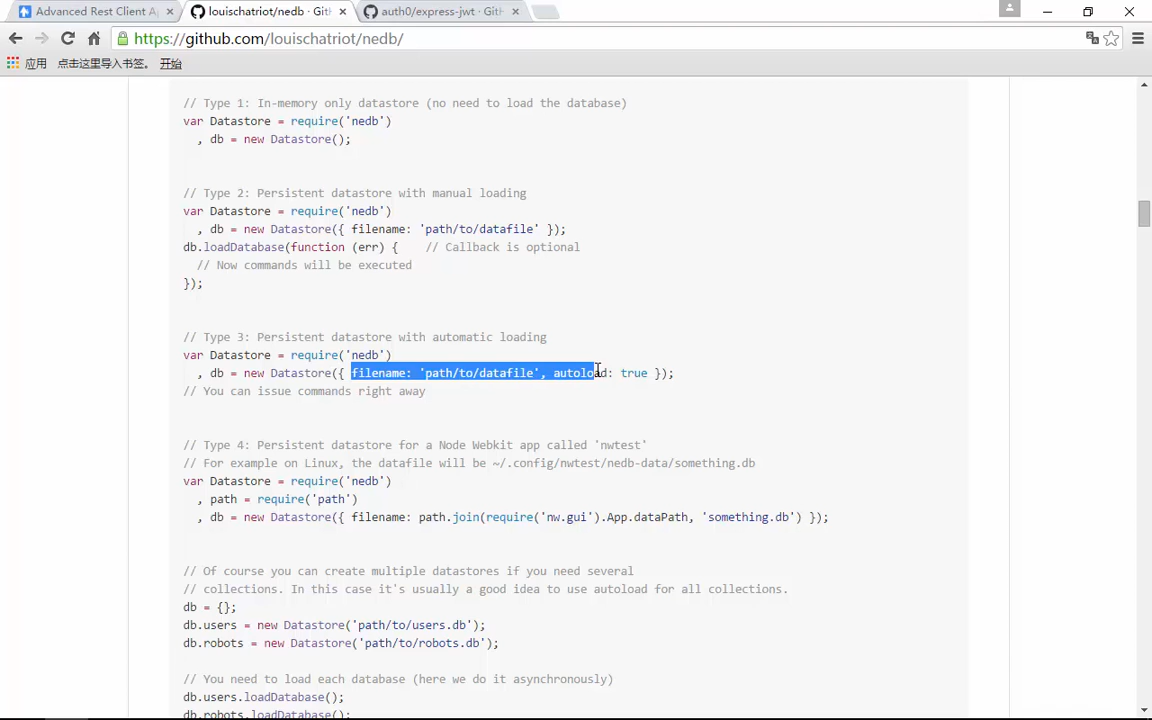 Advanced Rest Client A
louischatriot/nedb · GitH
auth0/express-jwt · GitH
https://github.com/louischatriot/nedb/
应用 点击这里导入书签。 开始
// Type 1: In-memory only datastore (no need to load the database)
var Datastore = require('nedb')
, db = new Datastore();
// Type 2: Persistent datastore with manual loading
var Datastore = require('nedb')
, db = new Datastore({ filename: 'path/to/datafile' });
db.loadDatabase(function (err) {    // Callback is optional
// Now commands will be executed
});
// Type 3: Persistent datastore with automatic loading
var Datastore = require('nedb')
, db = new Datastore({ filename: 'path/to/datafile', autoload: true });
// You can issue commands right away
// Type 4: Persistent datastore for a Node Webkit app called 'nwtest'
// For example on Linux, the datafile will be ~/.config/nwtest/nedb-data/something.db
var Datastore = require('nedb')
, path = require('path')
, db = new Datastore({ filename: path.join(require('nw.gui').App.dataPath, 'something.db') });
// Of course you can create multiple datastores if you need several
// collections. In this case it's usually a good idea to use autoload for all collections.
db = {};
db.users = new Datastore('path/to/users.db');
db.robots = new Datastore('path/to/robots.db');
// You need to load each database (here we do it asynchronously)
db.users.loadDatabase();
db.robots.loadDatabase();